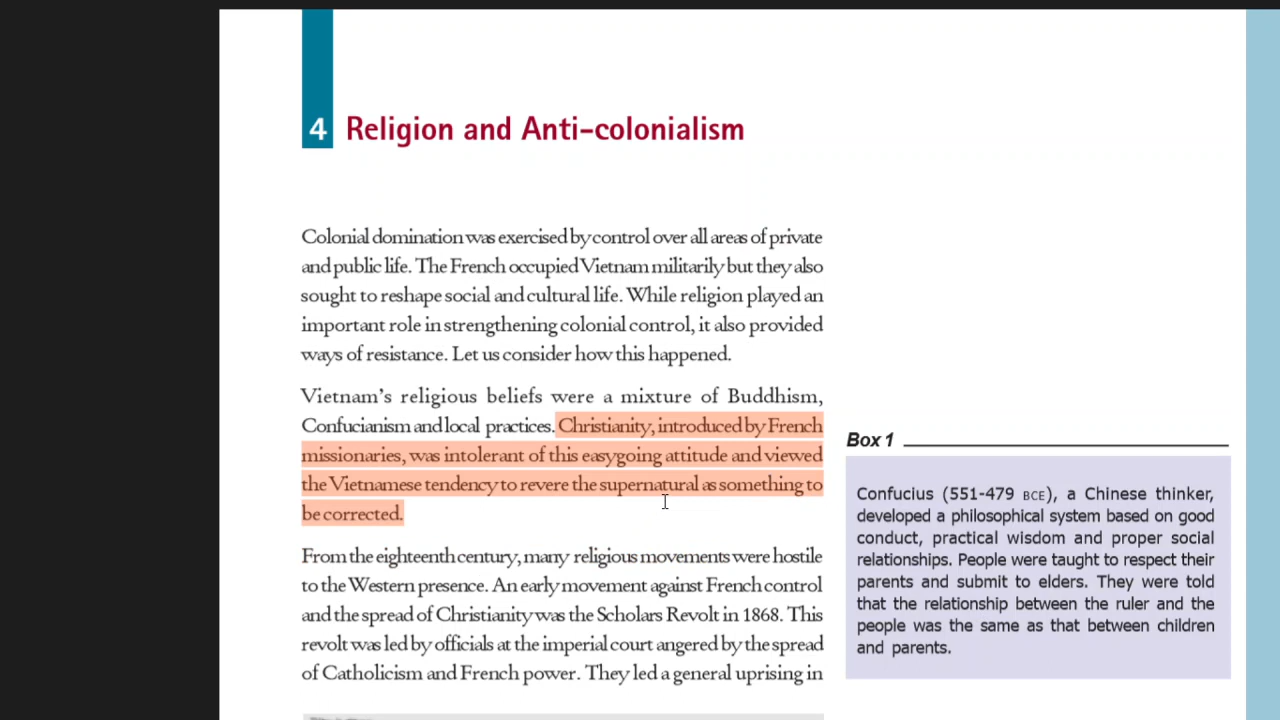 4 Religion and Anti-colonialism
Colonial domination was exercised by control over all areas of private
and public life. The French occupied Vietnam militarily but they also
sought to reshape social and cultural life. While religion played an
important role in strengthening colonial control, it also provided
ways of resistance. Let us consider how this happened.
Vietnam’s religious beliefs were a mixture of Buddhism,
Confucianism and local practices. Christianity, introduced by French
missionaries, was intolerant of this easygoing attitude and viewed
the Vietnamese tendency to revere the supernatural as something to
be corrected.
From the eighteenth century, many religious movements were hostile
to the Western presence. An early movement against French control
and the spread of Christianity was the Scholars Revolt in 1868. This
revolt was led by officials at the imperial court angered by the spread
of Catholicism and French power. They led a general uprising in
Box 1
Confucius (551-479 BCE), a Chinese thinker,
developed a philosophical system based on good
conduct, practical wisdom and proper social
relationships. People were taught to respect their
parents and submit to elders. They were told
that the relationship between the ruler and the
people was the same as that between children
and parents.